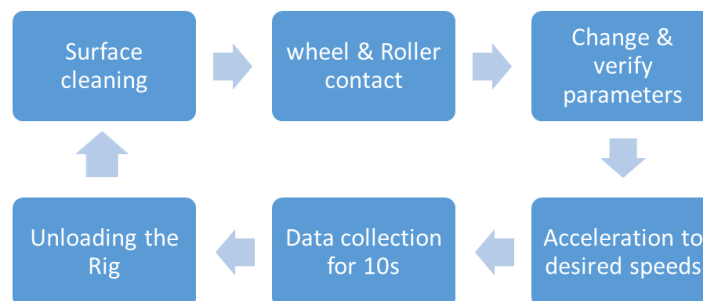 Surface
cleaning
wheel & Roller
contact
Change &
verify
parameters
Acceleration to
desired speeds
Data collection
for 10s
Unloading the
Rig